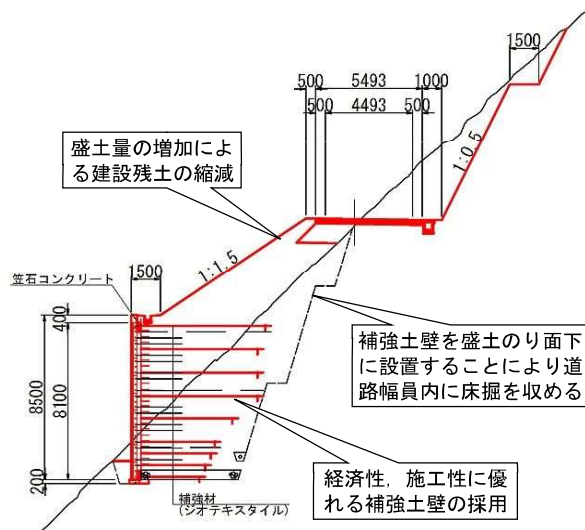 1500
500 5493 1000
500 4493 500
盛土量の増加によ
る建設残土の縮減
1:0.5
1:1.5
笠石コンクリート
1500
400
8500
8100
200
補強土壁を盛土のり面下
に設置することにより道
路幅員内に床掘を収める
経済性，施工性に優
れる補強土壁の採用
補強材
(ジオテキスタイル)